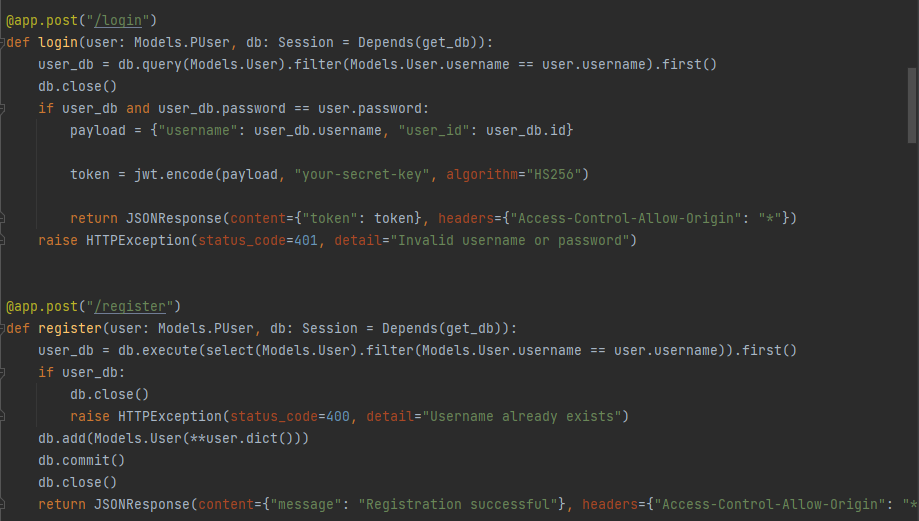 @app.post("/login")
def login(user: Models.PUser, db: Session = Depends(get_db)):
    user_db = db.query(Models.User).filter(Models.User.username == user.username).first()
    db.close()
    if user_db and user_db.password == user.password:
        payload = {"username": user_db.username, "user_id": user_db.id}
        token = jwt.encode(payload, "your-secret-key", algorithm="HS256")
        return JSONResponse(content={"token": token}, headers={"Access-Control-Allow-Origin": "*"})
    raise HTTPException(status_code=401, detail="Invalid username or password")
@app.post("/register")
def register(user: Models.PUser, db: Session = Depends(get_db)):
    user_db = db.execute(select(Models.User).filter(Models.User.username == user.username)).first()
    if user_db:
        db.close()
        raise HTTPException(status_code=400, detail="Username already exists")
    db.add(Models.User(**user.dict()))
    db.commit()
    db.close()
    return JSONResponse(content={"message": "Registration successful"}, headers={"Access-Control-Allow-Origin": "*